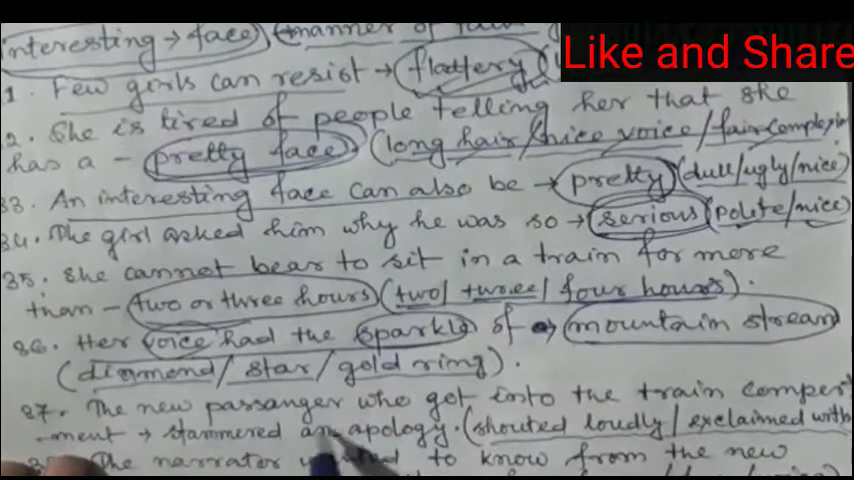 interesting → face) (manner of
Like and Share
1. Few girls can resist → (flattery)
2. She is tired of people telling her that she
has a – pretty face (long hair/nice voice/fair complexion
33. An interesting face can also be → pretty (dull/ugly/nice)
34. The girl asked him why he was so → serious (polite/nice)
35. She cannot bear to sit in a train for more
than – two or three hours (two/ three/ four hours).
36. Her voice had the sparkle of → mountain stream
(diamond/ star/ gold ring).
37. The new passanger who got into the train comper
-ment → stammered an apology. (shouted loudly/ exclaimed with
The narrator to know from the new